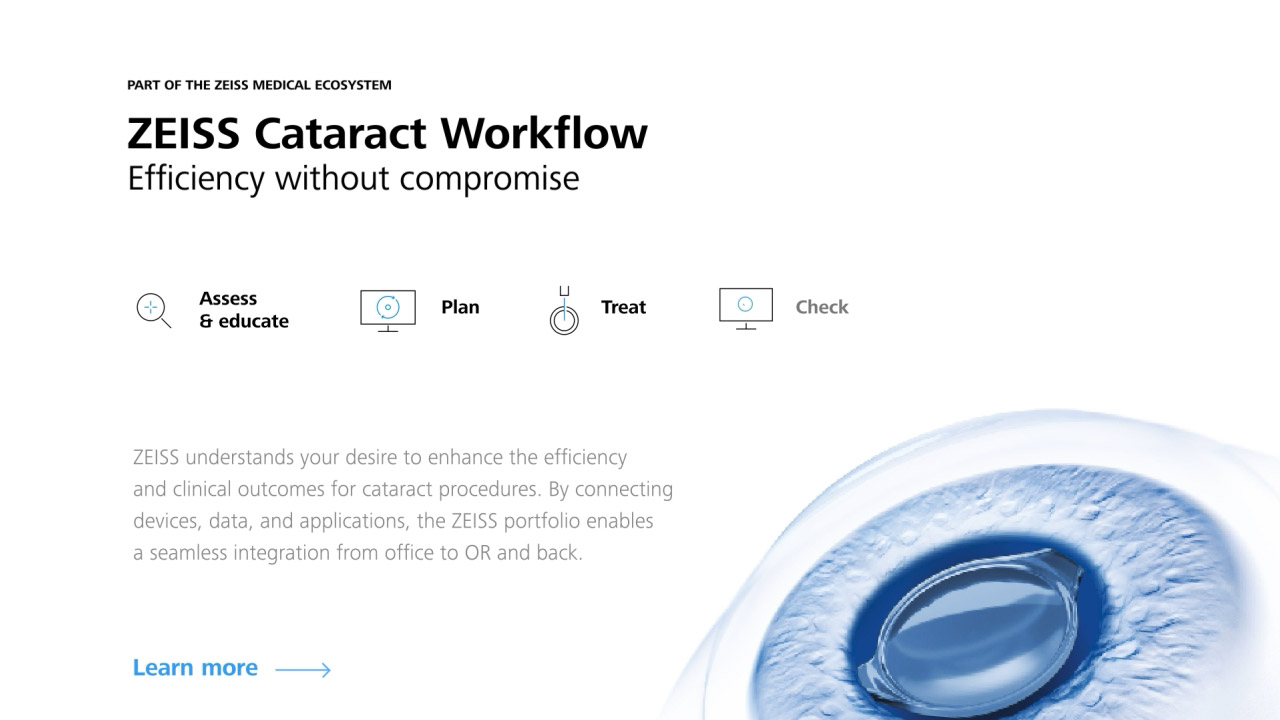 PART OF THE ZEISS MEDICAL ECOSYSTEM
ZEISS Cataract Workflow
Efficiency without compromise
Assess
& educate
Plan
Treat
Check
ZEISS understands your desire to enhance the efficiency
and clinical outcomes for cataract procedures. By connecting
devices, data, and applications, the ZEISS portfolio enables
a seamless integration from office to OR and back.
Learn more